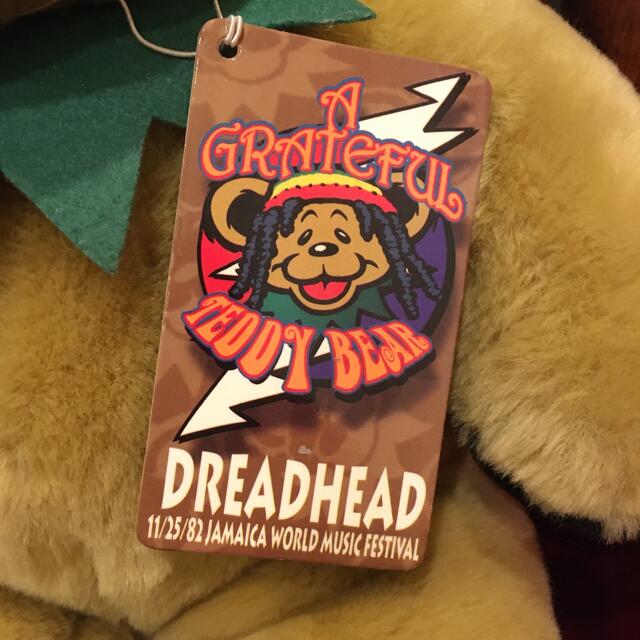 A
GRATEFUL
TEDDY BEAR
DREADHEAD
11/25/82 JAMAICA WORLD MUSIC FESTIVAL